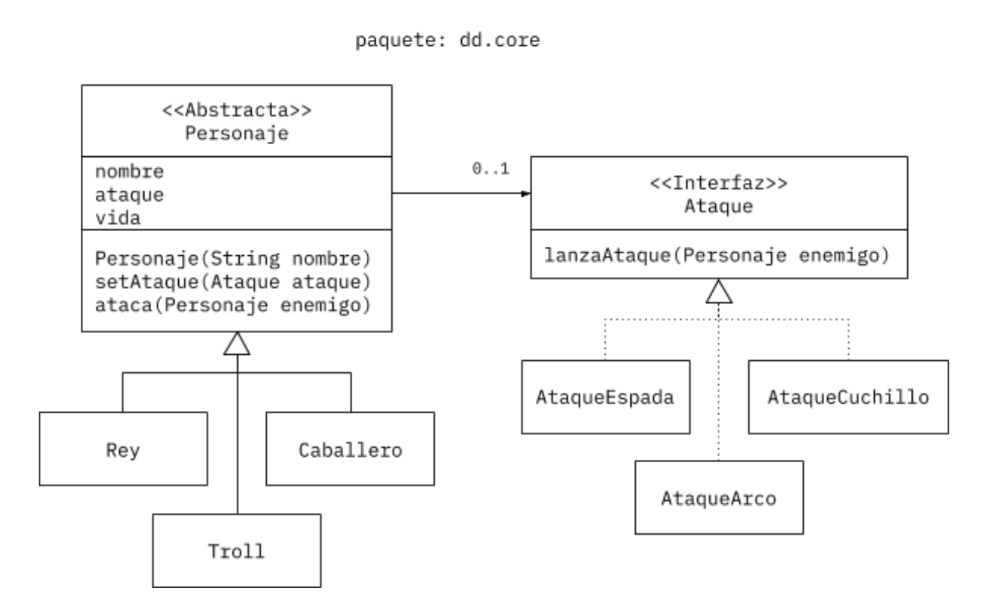 paquete: dd.core
<<Abstracta>>
Personaje
nombre
ataque
vida
Personaje(String nombre)
setAtaque(Ataque ataque)
ataca(Personaje enemigo)
0..1
<<Interfaz>>
Ataque
lanzaAtaque(Personaje enemigo)
Rey
Caballero
Troll
AtaqueEspada
AtaqueCuchillo
AtaqueArco